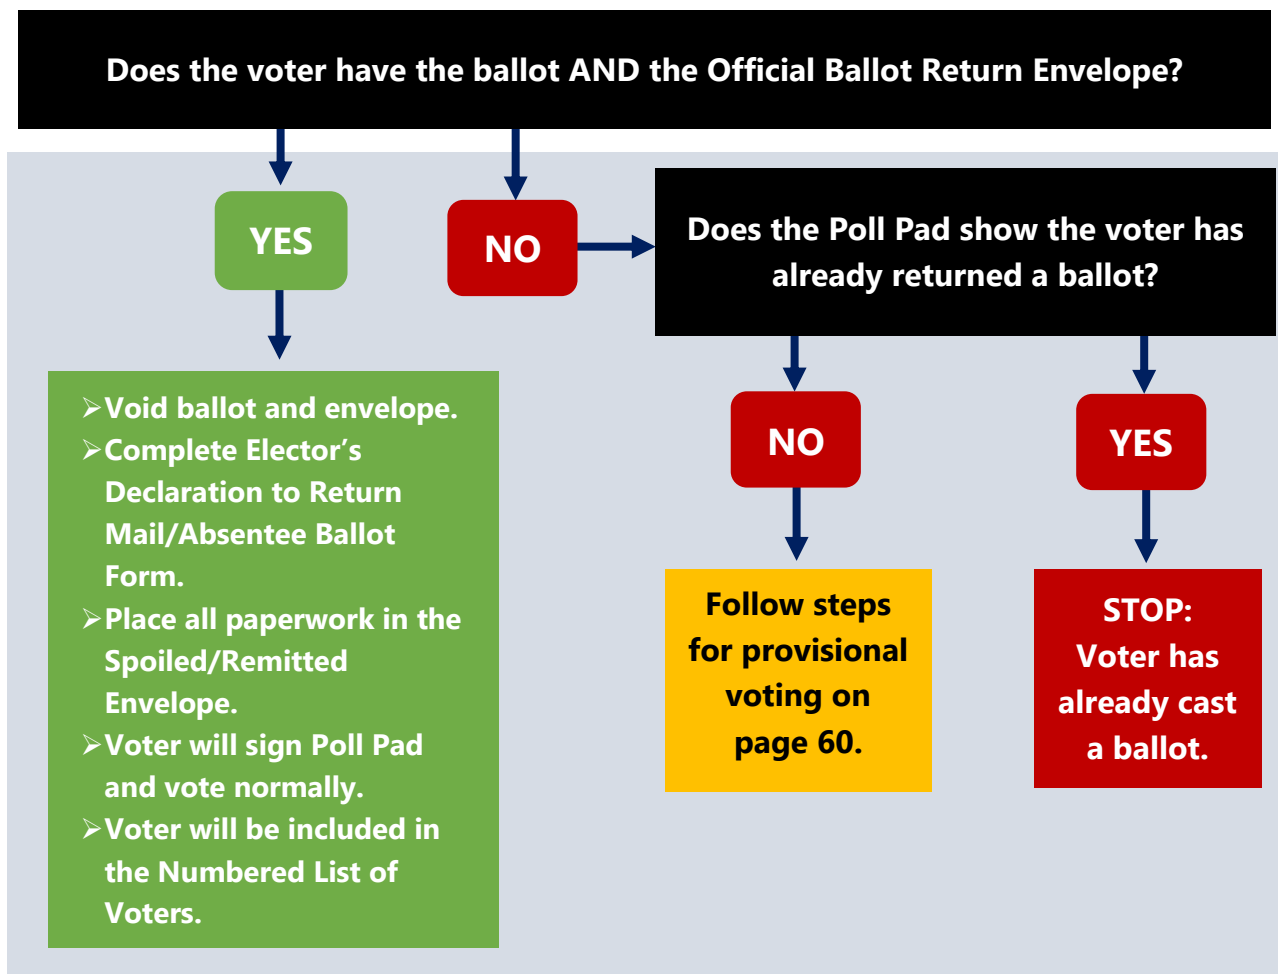 Does the voter have the ballot AND the Official Ballot Return Envelope?
YES
NO
Does the Poll Pad show the voter has
already returned a ballot?
➢Void ballot and envelope.
➢Complete Elector’s
Declaration to Return
Mail/Absentee Ballot
Form.
➢Place all paperwork in the
Spoiled/Remitted
Envelope.
➢Voter will sign Poll Pad
and vote normally.
➢Voter will be included in
the Numbered List of
Voters.
NO
YES
Follow steps
for provisional
voting on
page 60.
STOP:
Voter has
already cast
a ballot.